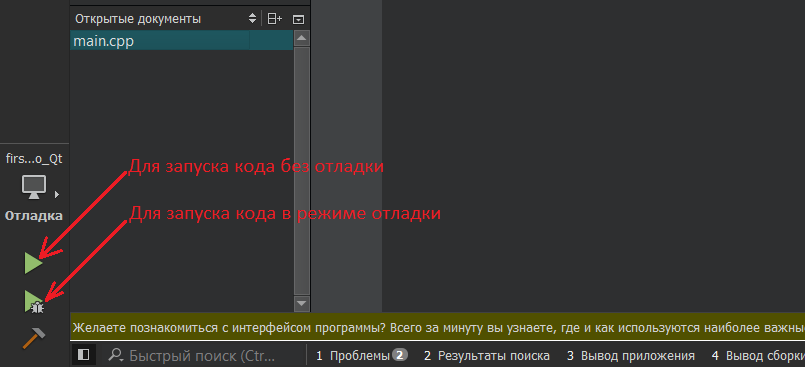 Открытые документы
main.cpp
firs...o_Qt
Для запуска кода без отладки
Отладка
Для запуска кода в режиме отладки
Желаете познакомиться с интерфейсом программы? Всего за минуту вы узнаете, где и как используются наиболее важны
Быстрый поиск (Ctr... 1 Проблемы 2 2 Результаты поиска 3 Вывод приложения 4 Вывод сборки